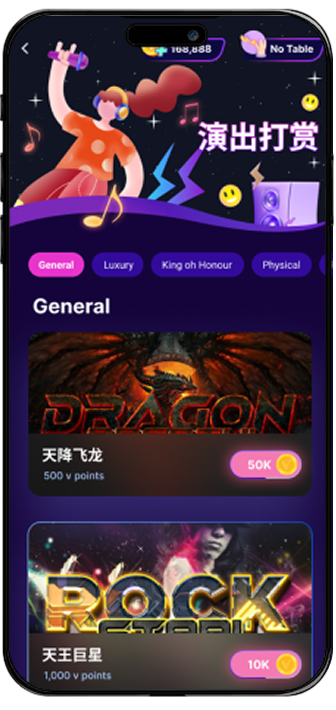 168,888
No Table
演出打赏
General
Luxury
King oh Honour
Physical
General
DRAGON
天降飞龙
500 v points
50K
ROCK
天王巨星
1,000 v points
10K